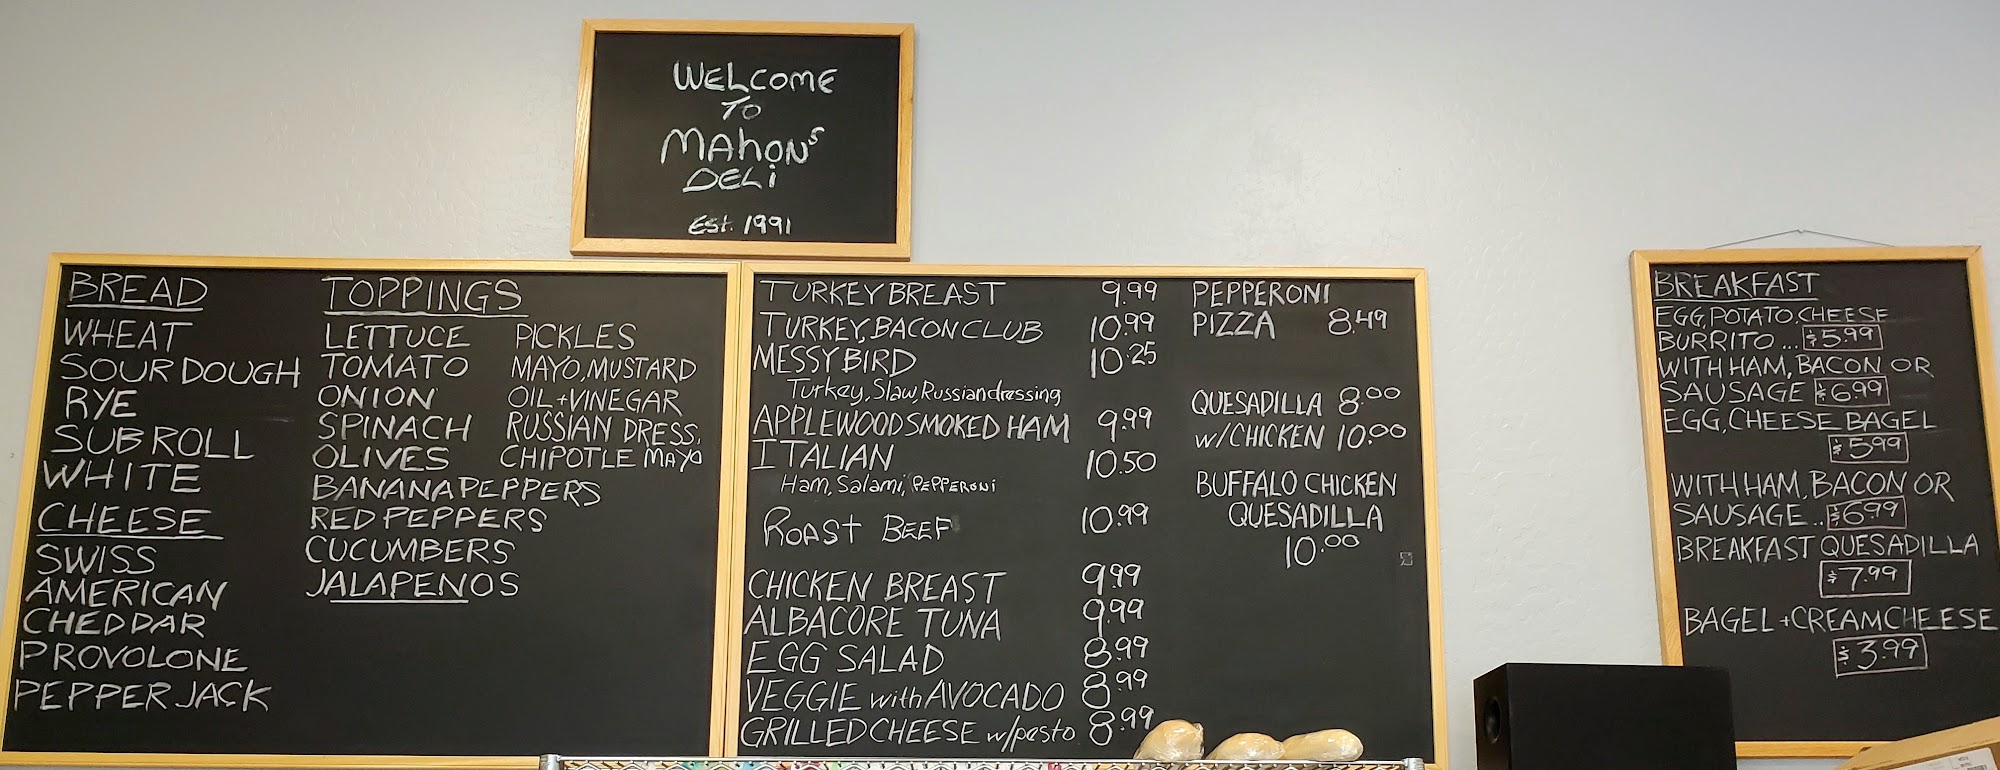 WELCOME
TO
MAHON'S
DELI
Est. 1991
BREAD
WHEAT
SOUR DOUGH
RYE
SUB ROLL
WHITE
CHEESE
SWISS
AMERICAN
CHEDDAR
PROVOLONE
PEPPER JACK
TOPPINGS
LETTUCE PICKLES
TOMATO MAYO, MUSTARD
ONION OIL + VINEGAR
SPINACH RUSSIAN DRESS.
OLIVES CHIPOTLE MAYO
BANANA PEPPERS
RED PEPPERS
CUCUMBERS
JALAPENOS
TURKEY BREAST 9.99
TURKEY, BACON CLUB 10.99
MESSY BIRD 10.25
Turkey, Slaw, Russian dressing
APPLEWOOD SMOKED HAM 9.99
ITALIAN 10.50
Ham, Salami, PEPPERONI
ROAST BEEF 10.99
CHICKEN BREAST 9.99
ALBACORE TUNA 9.99
EGG SALAD 8.99
VEGGIE with AVOCADO 8.99
GRILLED CHEESE w/pesto 8.99
PEPPERONI
PIZZA 8.49
QUESADILLA 8.00
w/CHICKEN 10.00
BUFFALO CHICKEN
QUESADILLA
10.00
BREAKFAST
EGG, POTATO, CHEESE
BURRITO ... $5.99
WITH HAM, BACON OR
SAUSAGE $6.99
EGG, CHEESE BAGEL
$5.99
WITH HAM, BACON OR
SAUSAGE .. $6.99
BREAKFAST QUESADILLA
$7.99
BAGEL + CREAM CHEESE
$3.99